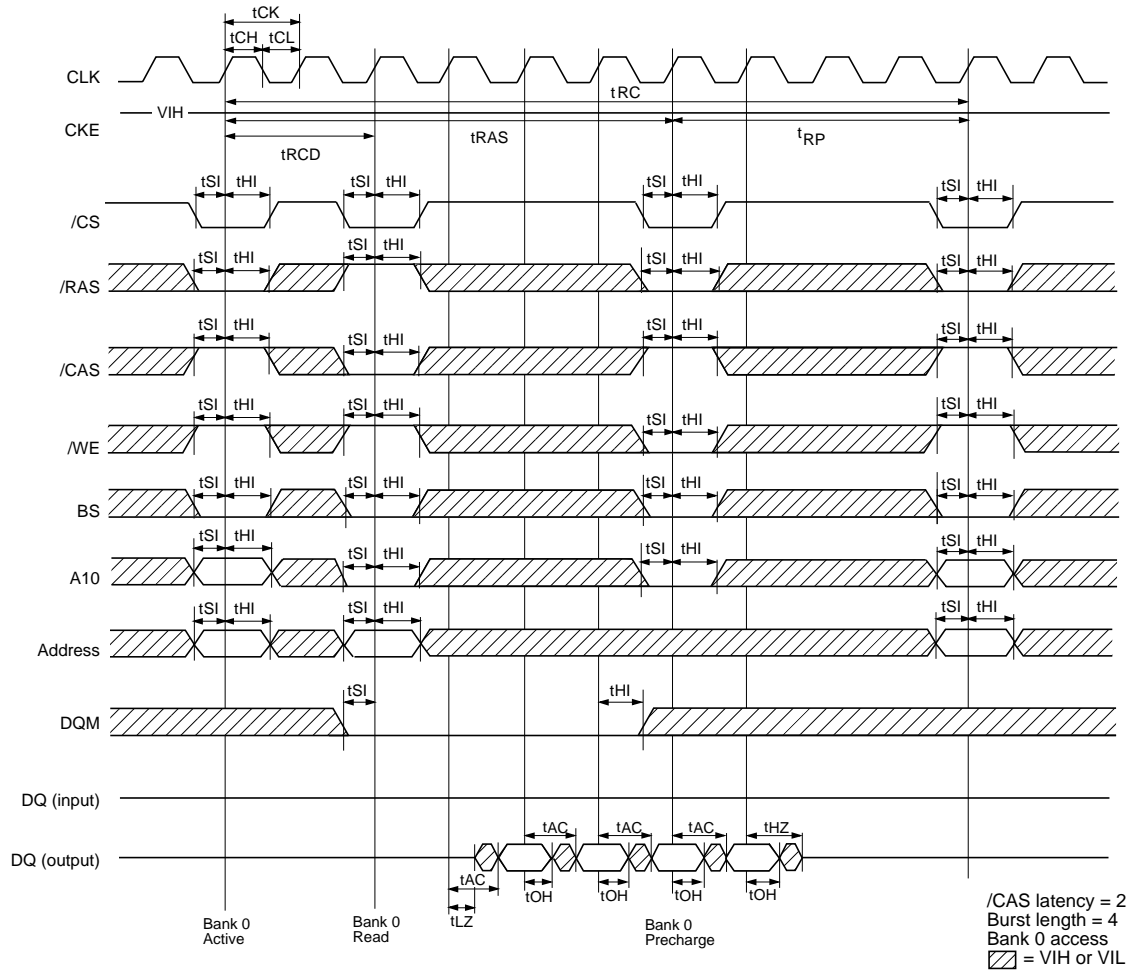 tCK
tCH tCL
CLK
tRC
VIH
CKE
tRAS
tRP
tRCD
tSI tHI tSI tHI tSI tHI tSI tHI
/CS
tSI tHI tSI tHI tSI tHI tSI tHI
/RAS
tSI tHI tSI tHI tSI tHI tSI tHI
/CAS
tSI tHI tSI tHI tSI tHI tSI tHI
/WE
tSI tHI tSI tHI tSI tHI tSI tHI
BS
tSI tHI tSI tHI tSI tHI tSI tHI
A10
tSI tHI tSI tHI tSI tHI
Address
tSI tHI
DQM
DQ (input)
tAC tAC tAC tHZ
DQ (output)
tAC
tOH tOH tOH tOH
tLZ
Bank 0
Active
Bank 0
Read
Bank 0
Precharge
/CAS latency = 2
Burst length = 4
Bank 0 access
= VIH or VIL